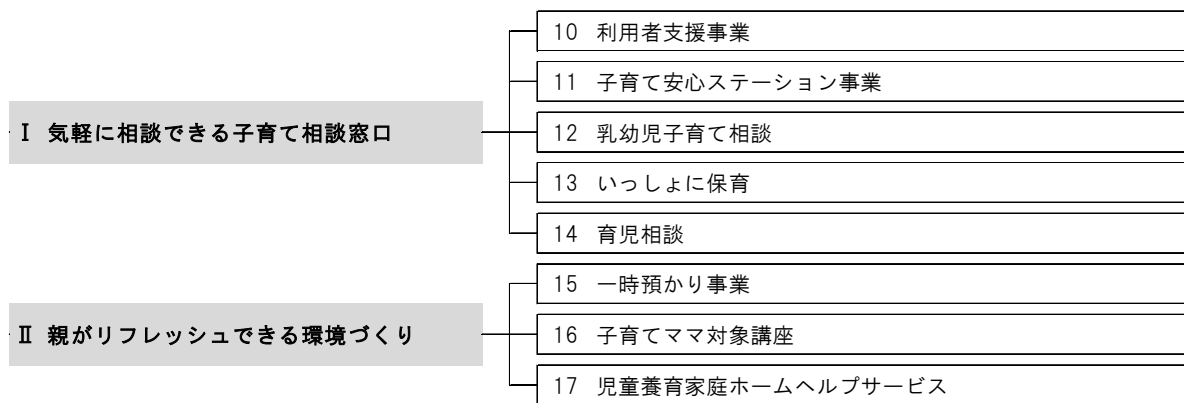 10 利用者支援事業
11 子育て安心ステーション事業
Ⅰ 気軽に相談できる子育て相談窓口
12 乳幼児子育て相談
13 いっしょに保育
14 育児相談
15 一時預かり事業
Ⅱ 親がリフレッシュできる環境づくり
16 子育てママ対象講座
17 児童養育家庭ホームヘルプサービス